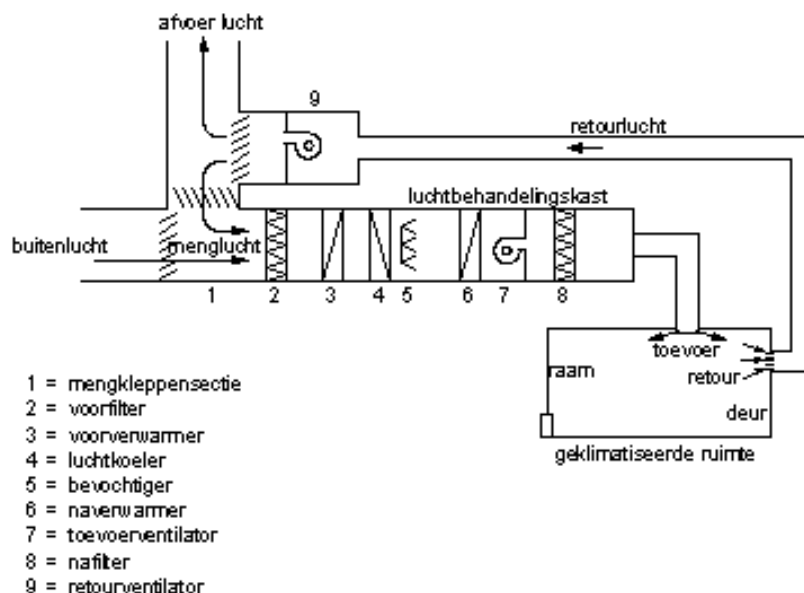 afvoer lucht
9
retourlucht
luchtbehandelingskast
buitenlucht
menglucht
1 2 3 4 5 6 7 8
toevoer
raam
retour
deur
geklimatiseerde ruimte
1 = mengkleppensectie
2 = voorfilter
3 = voorverwarmer
4 = luchtkoeler
5 = bevochtiger
6 = naverwarmer
7 = toevoerventilator
8 = nafilter
9 = retourventilator